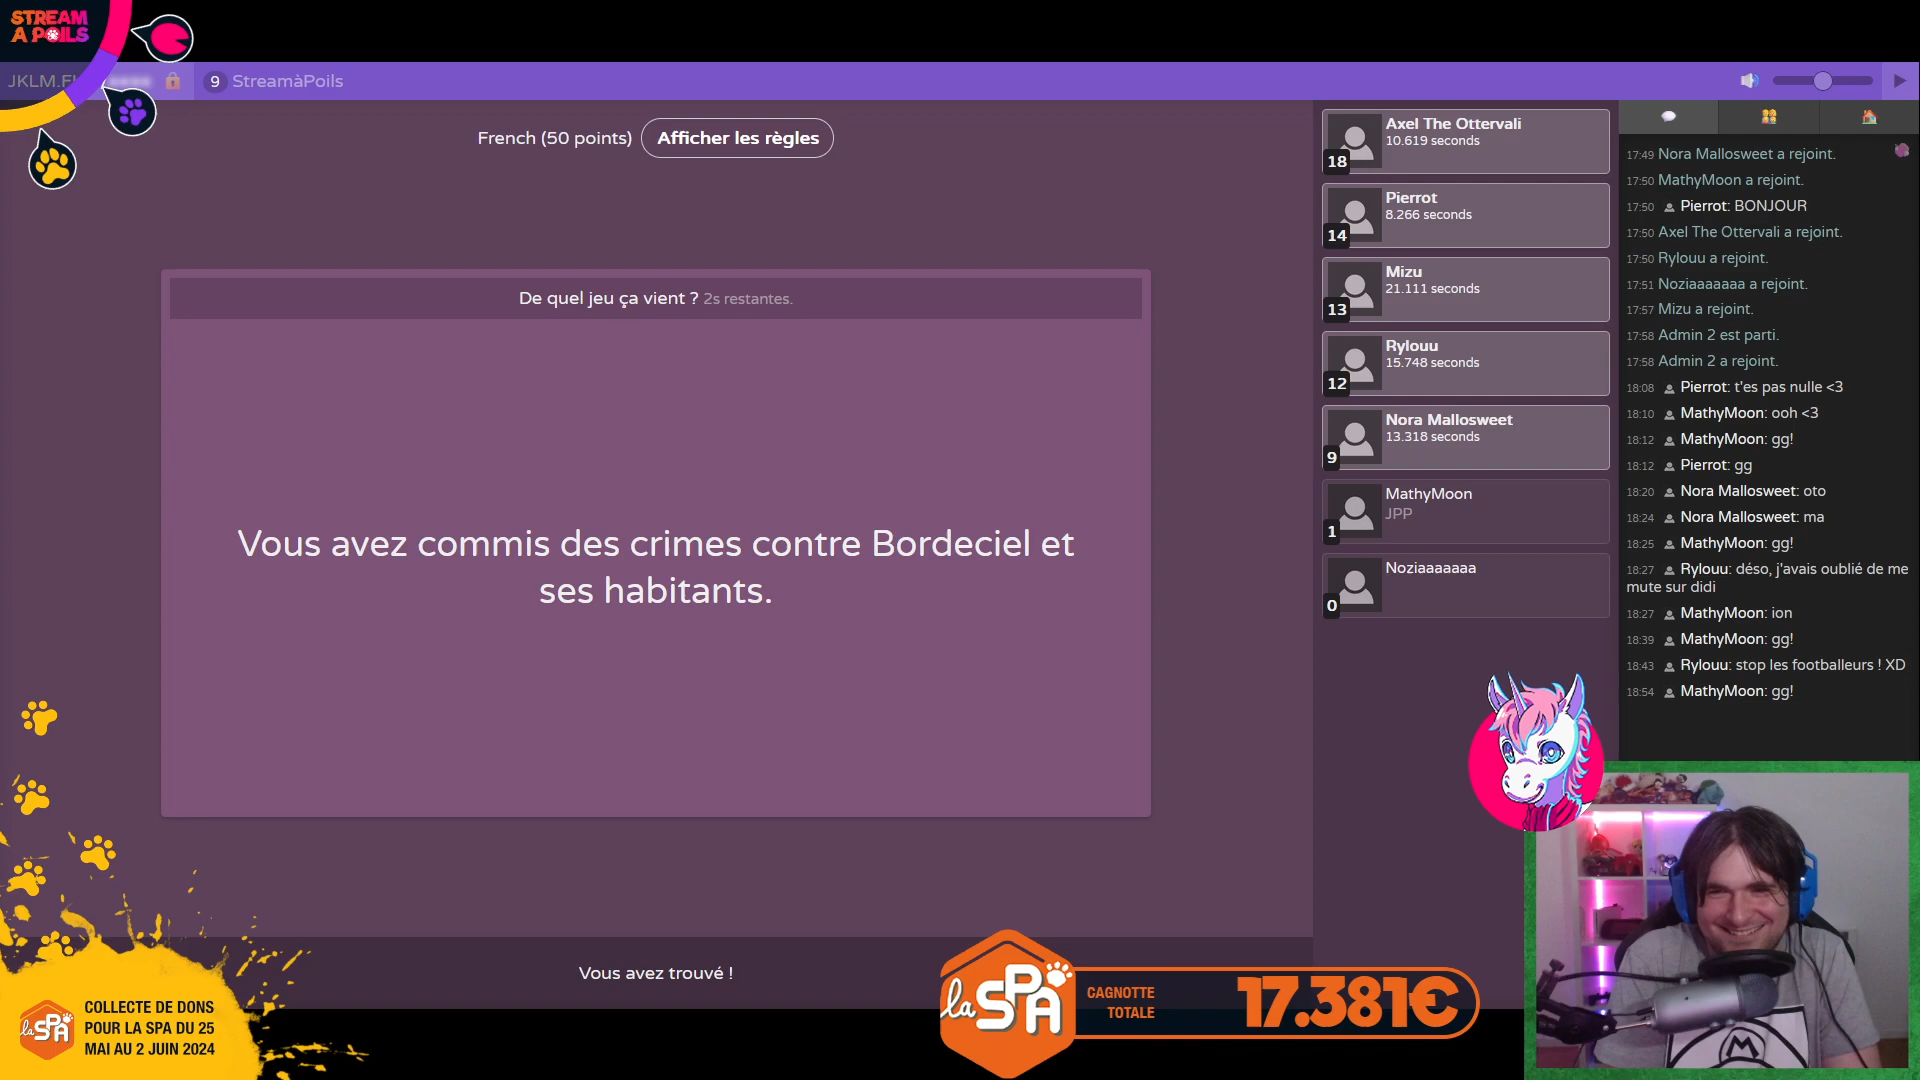 STREAM
A POILS
JKLM.F
9 StreamàPoils
French (50 points) Afficher les règles
De quel jeu ça vient ? 2s restantes.
Vous avez commis des crimes contre Bordeciel et
ses habitants.
Vous avez trouvé !
Axel The Ottervali
10.619 seconds
18
Pierrot
8.266 seconds
14
Mizu
21.111 seconds
13
Rylouu
15.748 seconds
12
Nora Mallosweet
13.318 seconds
9
MathyMoon
JPP
1
Noziaaaaaaa
0
17:49 Nora Mallosweet a rejoint.
17:50 MathyMoon a rejoint.
17:50 Pierrot: BONJOUR
17:50 Axel The Ottervali a rejoint.
17:50 Rylouu a rejoint.
17:51 Noziaaaaaaa a rejoint.
17:57 Mizu a rejoint.
17:58 Admin 2 est parti.
17:58 Admin 2 a rejoint.
18:08 Pierrot: t'es pas nulle <3
18:10 MathyMoon: ooh <3
18:12 MathyMoon: gg!
18:12 Pierrot: gg
18:20 Nora Mallosweet: oto
18:24 Nora Mallosweet: ma
18:25 MathyMoon: gg!
18:27 Rylouu: déso, j'avais oublié de me
mute sur didi
18:27 MathyMoon: ion
18:39 MathyMoon: gg!
18:43 Rylouu: stop les footballeurs ! XD
18:54 MathyMoon: gg!
la SPA
COLLECTE DE DONS
POUR LA SPA DU 25
MAI AU 2 JUIN 2024
la SPA
CAGNOTTE
TOTALE
17.381€
M